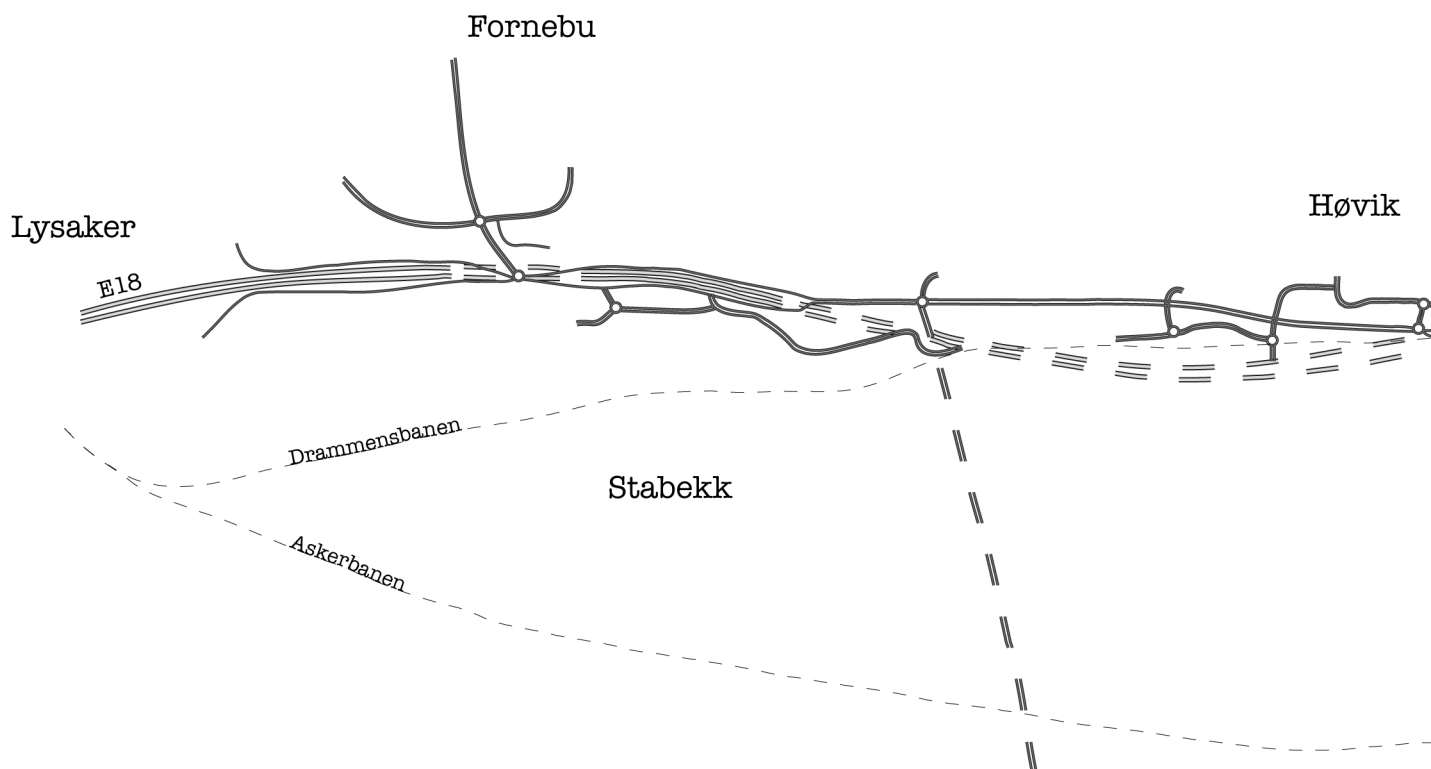 Fornebu
Lysaker
Høvik
E18
Drammensbanen
Stabekk
Askerbanen